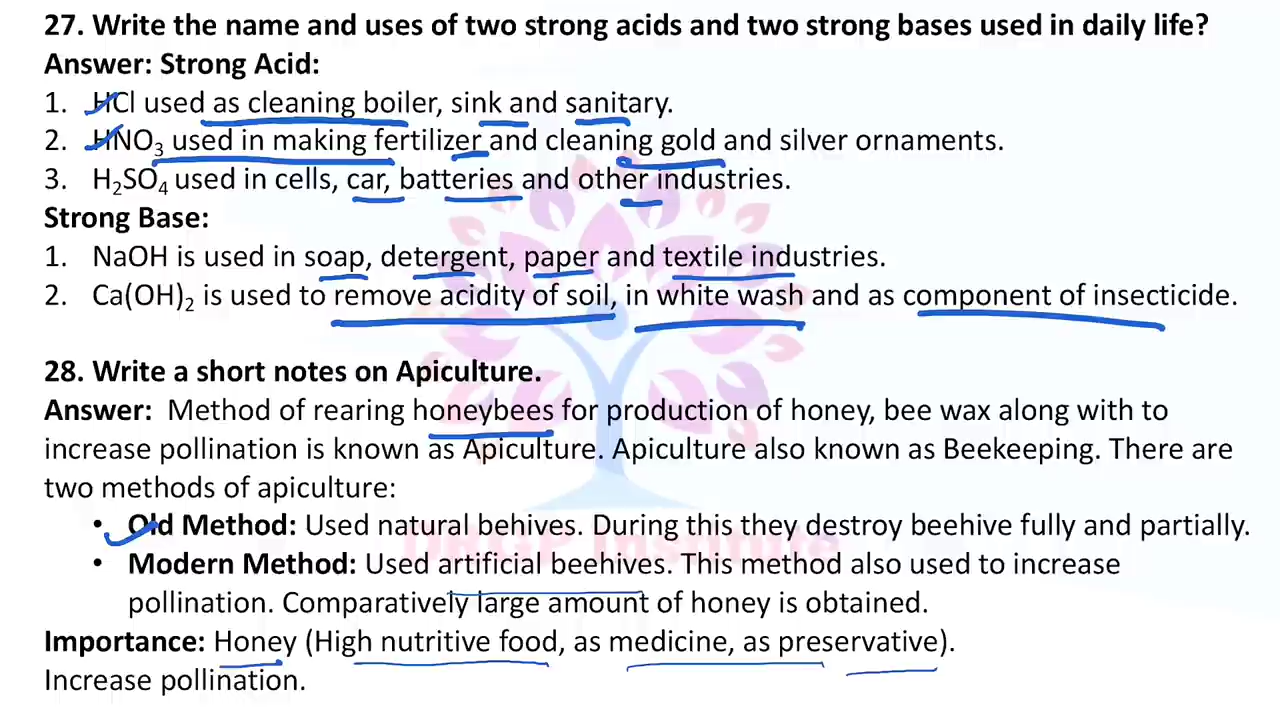 27. Write the name and uses of two strong acids and two strong bases used in daily life?
Answer: Strong Acid:
1. HCl used as cleaning boiler, sink and sanitary.
2. HNO₃ used in making fertilizer and cleaning gold and silver ornaments.
3. H₂SO₄ used in cells, car, batteries and other industries.
Strong Base:
1. NaOH is used in soap, detergent, paper and textile industries.
2. Ca(OH)₂ is used to remove acidity of soil, in white wash and as component of insecticide.
28. Write a short notes on Apiculture.
Answer: Method of rearing honeybees for production of honey, bee wax along with to
increase pollination is known as Apiculture. Apiculture also known as Beekeeping. There are
two methods of apiculture:
• Old Method: Used natural behives. During this they destroy beehive fully and partially.
• Modern Method: Used artificial beehives. This method also used to increase
pollination. Comparatively large amount of honey is obtained.
Importance: Honey (High nutritive food, as medicine, as preservative).
Increase pollination.